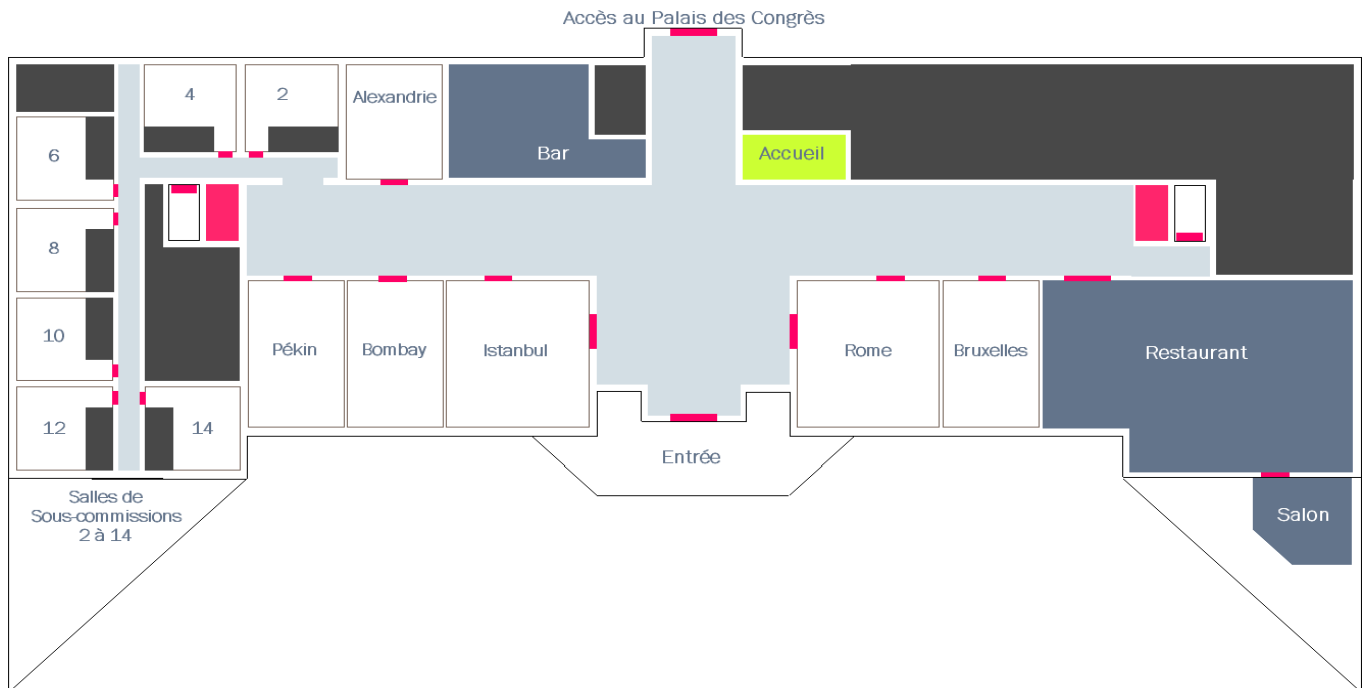 Accès au Palais des Congrès
4
2
Alexandrie
Bar
Accueil
6
8
10
12
14
Pékin
Bombay
Istanbul
Rome
Bruxelles
Restaurant
Entrée
Salles de
Sous-commissions
2 à 14
Salon